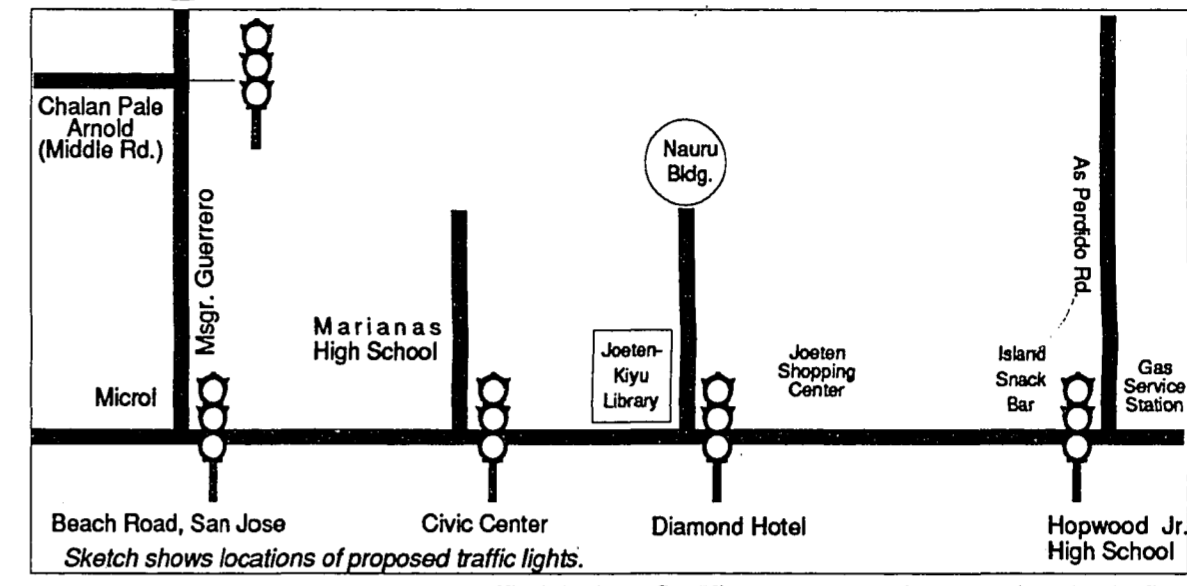 Chalan Pale
Arnold
(Middle Rd.)
Msgr. Guerrero
Microl
Marianas
High School
Nauru
Bldg.
Joeten-
Kiyu
Library
Joeten
Shopping
Center
As Perdido Rd.
Island
Snack
Bar
Gas
Service
Station
Beach Road, San Jose
Civic Center
Diamond Hotel
Hopwood Jr.
High School
Sketch shows locations of proposed traffic lights.